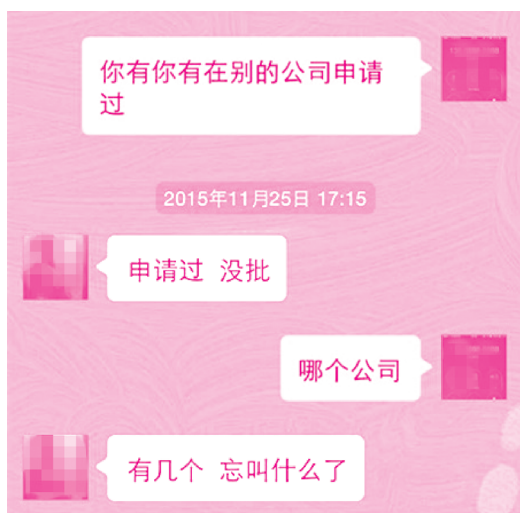 你有你有在别的公司申请
过
2015年11月25日 17:15
申请过 没批
哪个公司
有几个 忘叫什么了